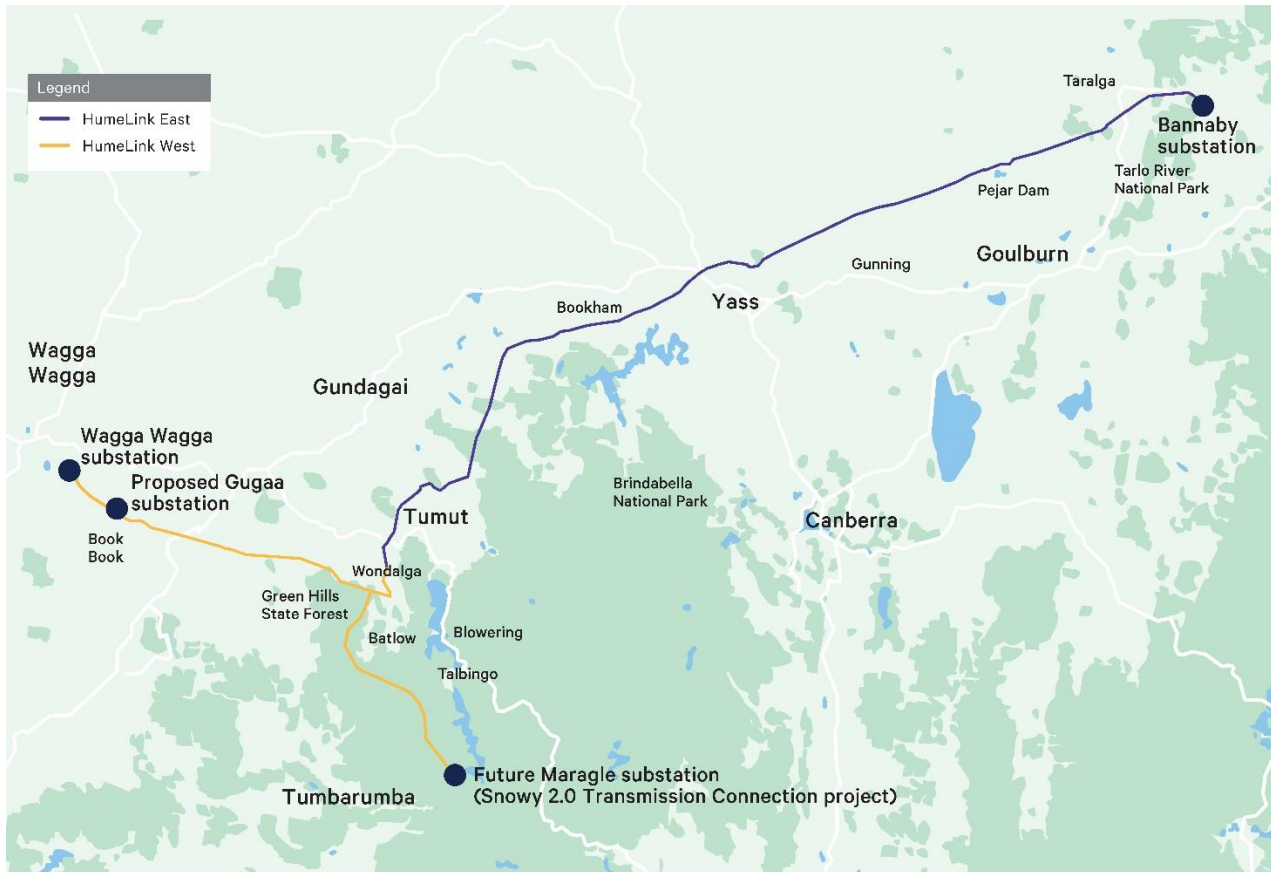 Legend
HumeLink East
HumeLink West
Taralga
Bannaby
substation
Tarlo River
National Park
Pejar Dam
Goulburn
Gunning
Yass
Bookham
Wagga
Wagga
Gundagai
Wagga Wagga
substation
Proposed Gugaa
substation
Book
Book
Tumut
Brindabella
National Park
Canberra
Wondalga
Green Hills
State Forest
Batlow
Blowering
Talbingo
Future Maragle substation
(Snowy 2.0 Transmission Connection project)
Tumbarumba